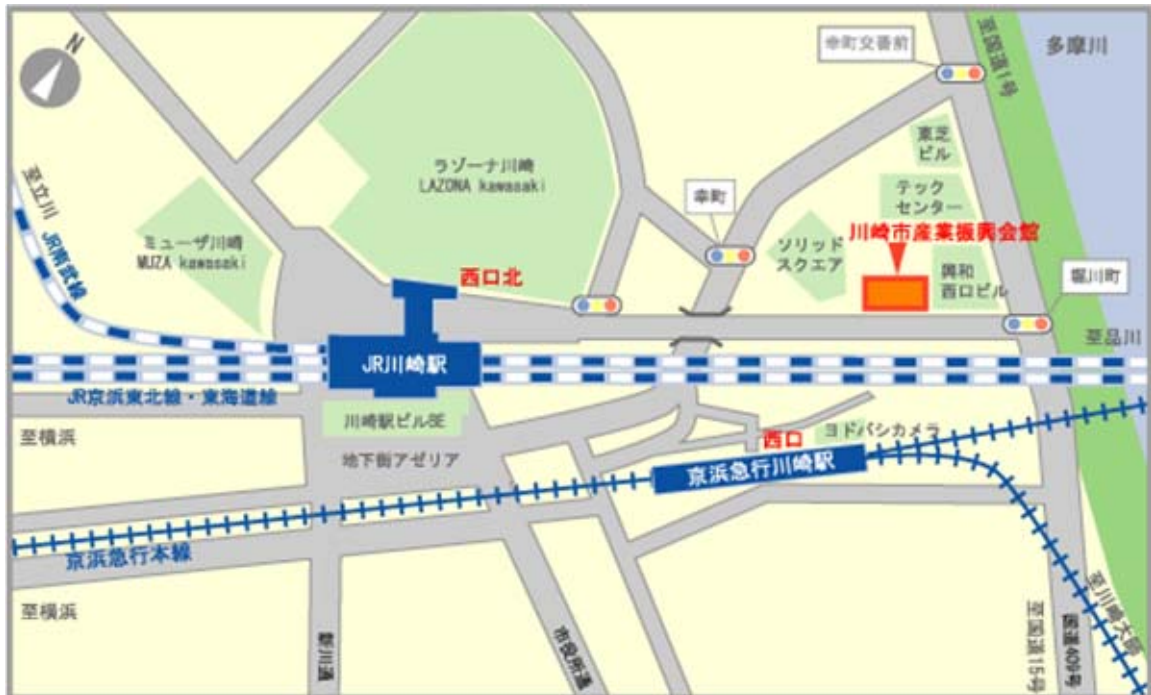 N
至国道1号
多摩川
幸町交番前
東芝
ビル
ラゾーナ川崎
LAZONA kawasaki
幸町
テック
センター
至立川
JR南武線
ミューザ川崎
MUZA kawasaki
ソリッド
スクエア
川崎市産業振興会館
西口北
興和
西口ビル
堀川町
至品川
JR川崎駅
JR京浜東北線・東海道線
川崎駅ビルBE
至横浜
地下街アゼリア
西口
ヨドバシカメラ
京浜急行川崎駅
京浜急行本線
至横浜
新川通
市役所通
至国道15号
国道409号
至川崎大師